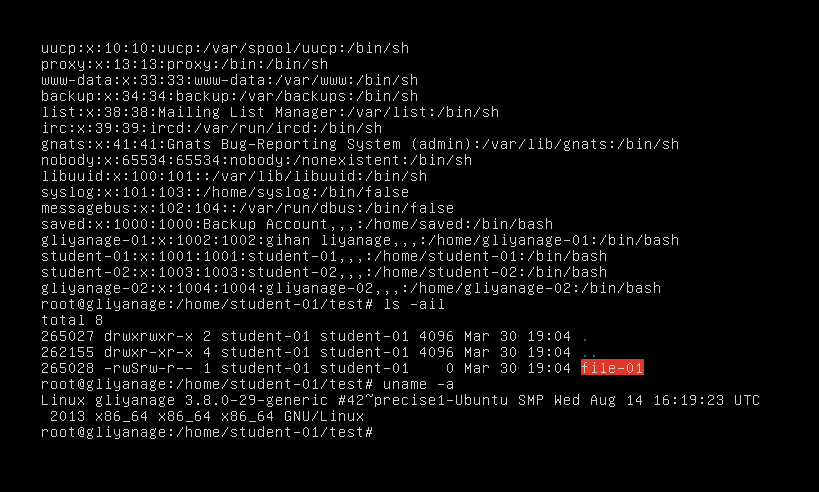 uucp:x:10:10:uucp:/var/spool/uucp:/bin/sh
proxy:x:13:13:proxy:/bin:/bin/sh
www-data:x:33:33:www-data:/var/www:/bin/sh
backup:x:34:34:backup:/var/backups:/bin/sh
list:x:38:38:Mailing List Manager:/var/list:/bin/sh
irc:x:39:39:ircd:/var/run/ircd:/bin/sh
gnats:x:41:41:Gnats Bug-Reporting System (admin):/var/lib/gnats:/bin/sh
nobody:x:65534:65534:nobody:/nonexistent:/bin/sh
libuuid:x:100:101::/var/lib/libuuid:/bin/sh
syslog:x:101:103::/home/syslog:/bin/false
messagebus:x:102:104::/var/run/dbus:/bin/false
saved:x:1000:1000:Backup Account,,,:/home/saved:/bin/bash
gliyanage-01:x:1002:1002:gihan liyanage,,,:/home/gliyanage-01:/bin/bash
student-01:x:1001:1001:student-01,,,:/home/student-01:/bin/bash
student-02:x:1003:1003:student-02,,,:/home/student-02:/bin/bash
gliyanage-02:x:1004:1004:gliyanage-02,,,:/home/gliyanage-02:/bin/bash
root@gliyanage:/home/student-01/test# ls -ail
total 8
265027 drwxrwxr-x 2 student-01 student-01 4096 Mar 30 19:04 .
262155 drwxr-xr-x 4 student-01 student-01 4096 Mar 30 19:04 ..
265028 -rwSrw-r-- 1 student-01 student-01    0 Mar 30 19:04 file-01
root@gliyanage:/home/student-01/test# uname -a
Linux gliyanage 3.8.0-29-generic #42~precise1-Ubuntu SMP Wed Aug 14 16:19:23 UTC
 2013 x86_64 x86_64 x86_64 GNU/Linux
root@gliyanage:/home/student-01/test#